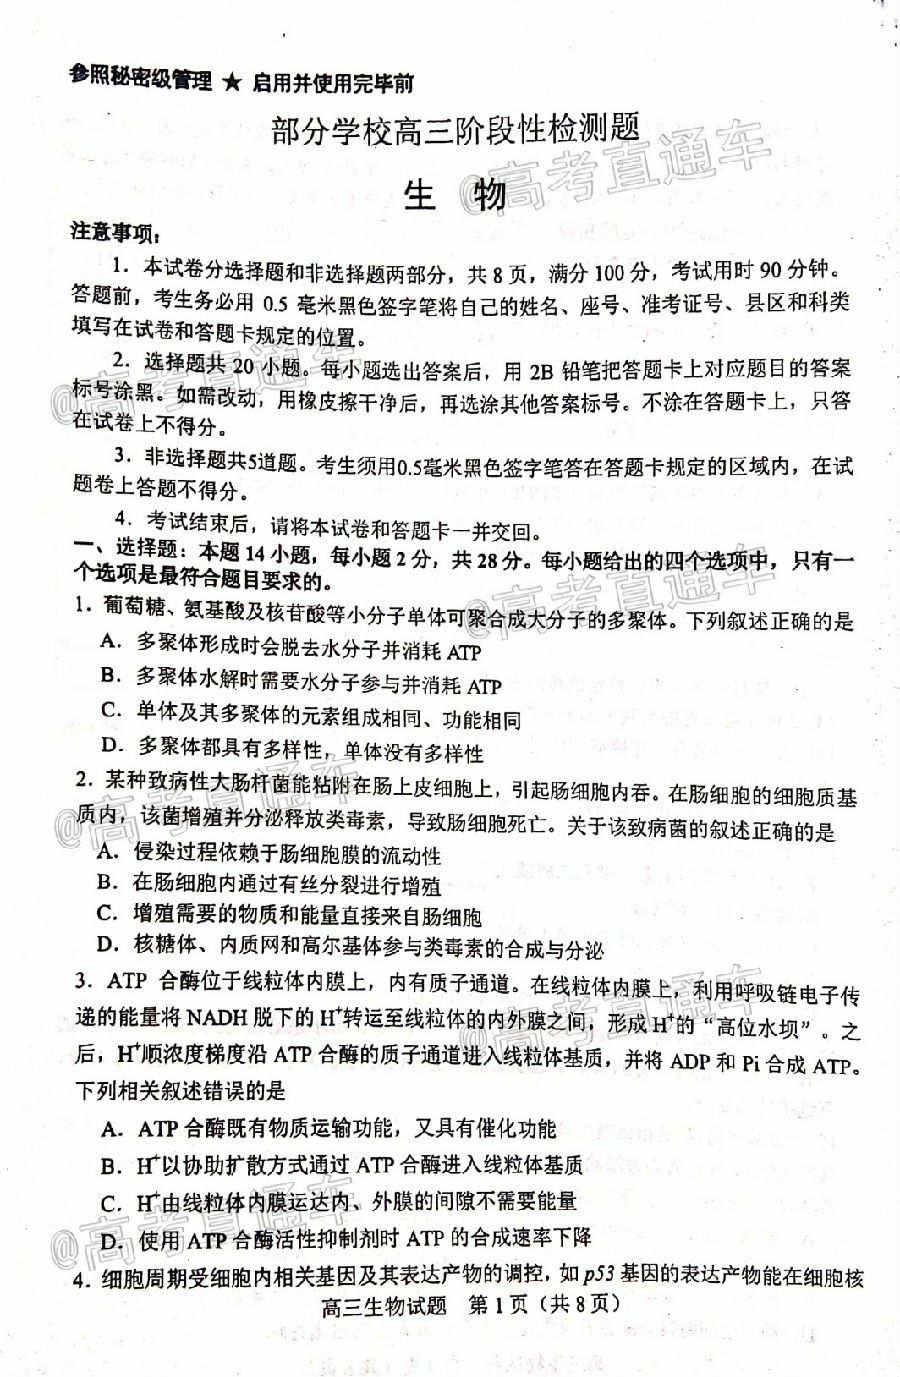 参照秘密级管理 ★ 启用并使用完毕前
部分学校高三阶段性检测题
生 物
注意事项：
1．本试卷分选择题和非选择题两部分，共 8 页，满分 100 分，考试用时 90 分钟。
答题前，考生务必用 0.5 毫米黑色签字笔将自己的姓名、座号、准考证号、县区和科类
填写在试卷和答题卡规定的位置。
2．选择题共 20 小题。每小题选出答案后，用 2B 铅笔把答题卡上对应题目的答案
标号涂黑。如需改动，用橡皮擦干净后，再选涂其他答案标号。不涂在答题卡上，只答
在试卷上不得分。
3．非选择题共5道题。考生须用0.5毫米黑色签字笔答在答题卡规定的区域内，在试
题卷上答题不得分。
4．考试结束后，请将本试卷和答题卡一并交回。
一、选择题：本题 14 小题，每小题 2 分，共 28 分。每小题给出的四个选项中，只有一
个选项是最符合题目要求的。
1．葡萄糖、氨基酸及核苷酸等小分子单体可聚合成大分子的多聚体。下列叙述正确的是
A．多聚体形成时会脱去水分子并消耗 ATP
B．多聚体水解时需要水分子参与并消耗 ATP
C．单体及其多聚体的元素组成相同、功能相同
D．多聚体都具有多样性，单体没有多样性
2．某种致病性大肠杆菌能粘附在肠上皮细胞上，引起肠细胞内吞。在肠细胞的细胞质基
质内，该菌增殖并分泌释放类毒素，导致肠细胞死亡。关于该致病菌的叙述正确的是
A．侵染过程依赖于肠细胞膜的流动性
B．在肠细胞内通过有丝分裂进行增殖
C．增殖需要的物质和能量直接来自肠细胞
D．核糖体、内质网和高尔基体参与类毒素的合成与分泌
3．ATP 合酶位于线粒体内膜上，内有质子通道。在线粒体内膜上，利用呼吸链电子传
递的能量将 NADH 脱下的 H⁺转运至线粒体的内外膜之间，形成 H⁺的“高位水坝”。之
后，H⁺顺浓度梯度沿 ATP 合酶的质子通道进入线粒体基质，并将 ADP 和 Pi 合成 ATP。
下列相关叙述错误的是
A．ATP 合酶既有物质运输功能，又具有催化功能
B．H⁺以协助扩散方式通过 ATP 合酶进入线粒体基质
C．H⁺由线粒体内膜运达内、外膜的间隙不需要能量
D．使用 ATP 合酶活性抑制剂时 ATP 的合成速率下降
4．细胞周期受细胞内相关基因及其表达产物的调控，如 p53 基因的表达产物能在细胞核
高三生物试题 第 1 页（共 8 页）
@高考直通车
@高考直通车
@高考直通车
@高考直通车
@高考直通车
@高考直通车